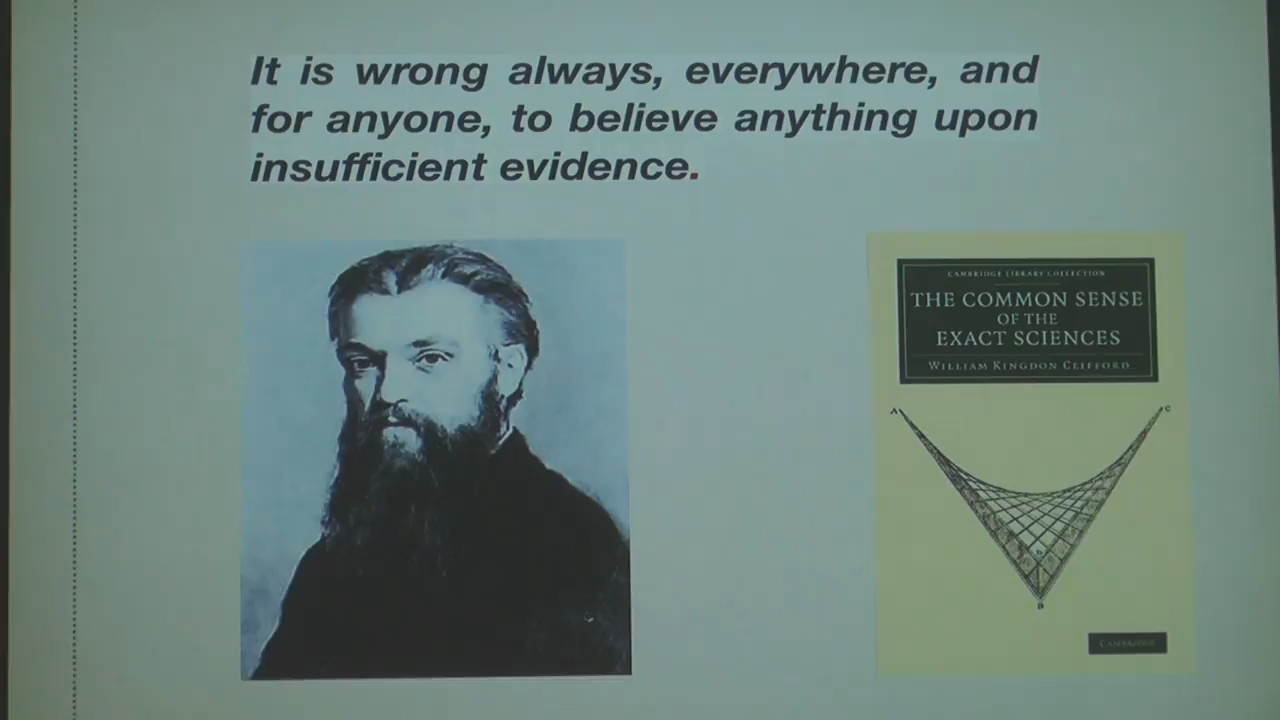 It is wrong always, everywhere, and
for anyone, to believe anything upon
insufficient evidence.
CAMBRIDGE LIBRARY COLLECTION
THE COMMON SENSE
OF THE
EXACT SCIENCES
WILLIAM KINGDON CLIFFORD
A
C
D
B
CAMBRIDGE